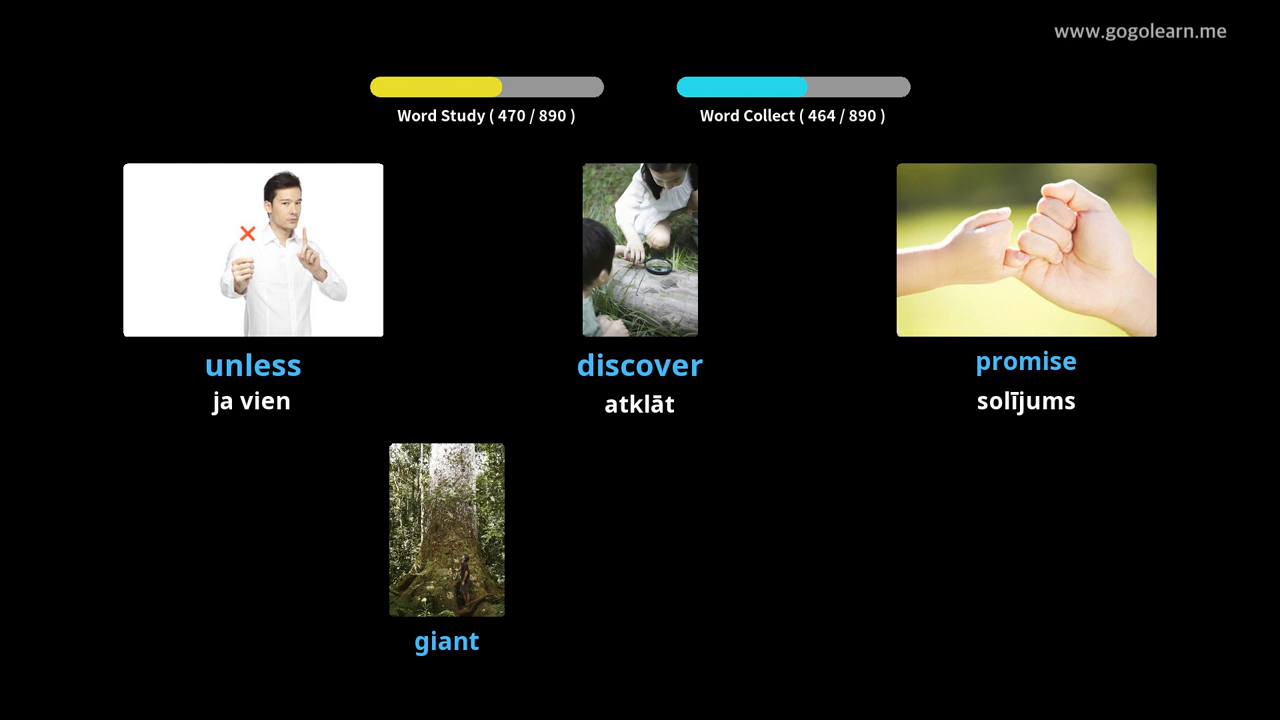 www.gogolearn.me
Word Study ( 470 / 890 )
Word Collect ( 464 / 890 )
unless
ja vien
discover
atklāt
promise
solījums
giant